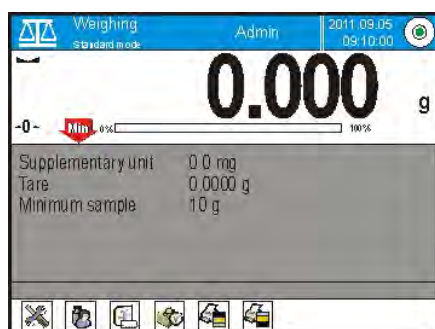 Weighing Admin 2011.09.05
Standard mode 09:10:00
0.000 g
-0- Min 0% 100%
Supplementary unit 0.0 mg
Tare 0.0000 g
Minimum sample 10 g